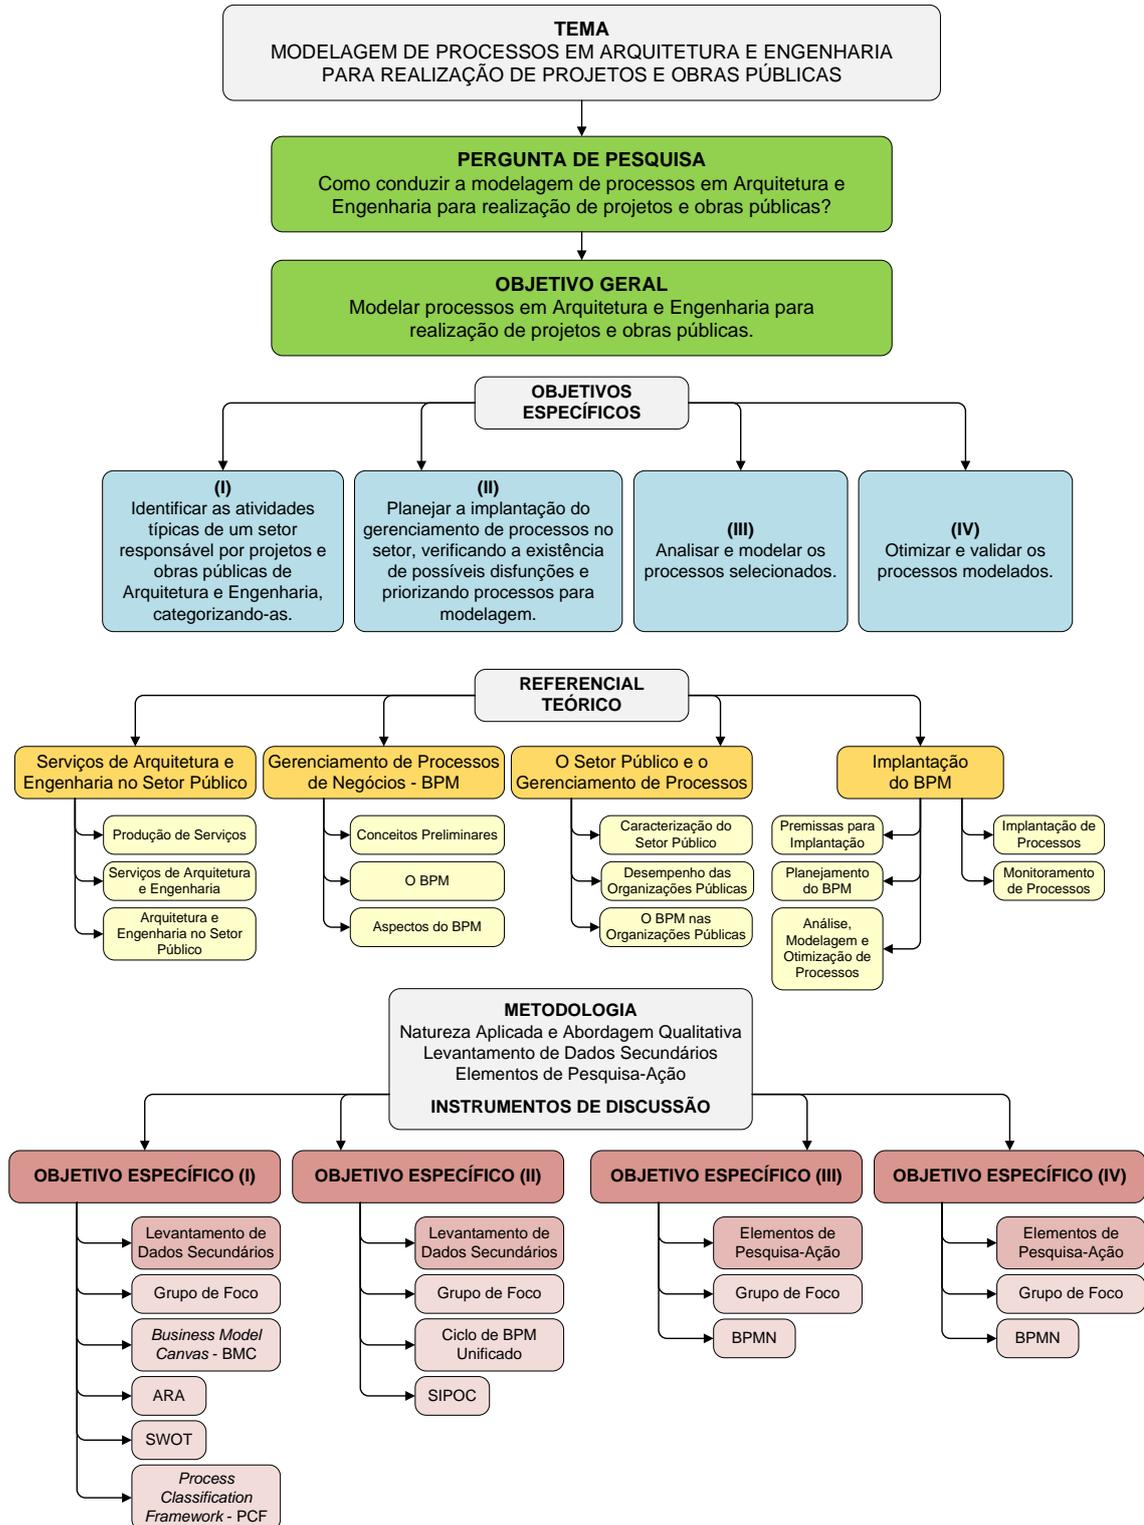 TEMA
MODELAGEM DE PROCESSOS EM ARQUITETURA E ENGENHARIA
PARA REALIZAÇÃO DE PROJETOS E OBRAS PÚBLICAS
PERGUNTA DE PESQUISA
Como conduzir a modelagem de processos em Arquitetura e
Engenharia para realização de projetos e obras públicas?
OBJETIVO GERAL
Modelar processos em Arquitetura e Engenharia para
realização de projetos e obras públicas.
OBJETIVOS
ESPECÍFICOS
(I)
Identificar as atividades
típicas de um setor
responsável por projetos e
obras públicas de
Arquitetura e Engenharia,
categorizando-as.
(II)
Planejar a implantação do
gerenciamento de processos no
setor, verificando a existência
de possíveis disfunções e
priorizando processos para
modelagem.
(III)
Analisar e modelar os
processos selecionados.
(IV)
Otimizar e validar os
processos modelados.
REFERENCIAL
TEÓRICO
Serviços de Arquitetura e
Engenharia no Setor Público
Produção de Serviços
Serviços de Arquitetura
e Engenharia
Arquitetura e
Engenharia no Setor
Público
Gerenciamento de Processos
de Negócios - BPM
Conceitos Preliminares
O BPM
Aspectos do BPM
O Setor Público e o
Gerenciamento de Processos
Caracterização do
Setor Público
Desempenho das
Organizações Públicas
O BPM nas
Organizações Públicas
Implantação
do BPM
Premissas para
Implantação
Planejamento
do BPM
Análise,
Modelagem e
Otimização de
Processos
Implantação de
Processos
Monitoramento
de Processos
METODOLOGIA
Natureza Aplicada e Abordagem Qualitativa
Levantamento de Dados Secundários
Elementos de Pesquisa-Ação
INSTRUMENTOS DE DISCUSSÃO
OBJETIVO ESPECÍFICO (I)
Levantamento de
Dados Secundários
Grupo de Foco
Business Model
Canvas - BMC
ARA
SWOT
Process
Classification
Framework - PCF
OBJETIVO ESPECÍFICO (II)
Levantamento de
Dados Secundários
Grupo de Foco
Ciclo de BPM
Unificado
SIPOC
OBJETIVO ESPECÍFICO (III)
Elementos de
Pesquisa-Ação
Grupo de Foco
BPMN
OBJETIVO ESPECÍFICO (IV)
Elementos de
Pesquisa-Ação
Grupo de Foco
BPMN